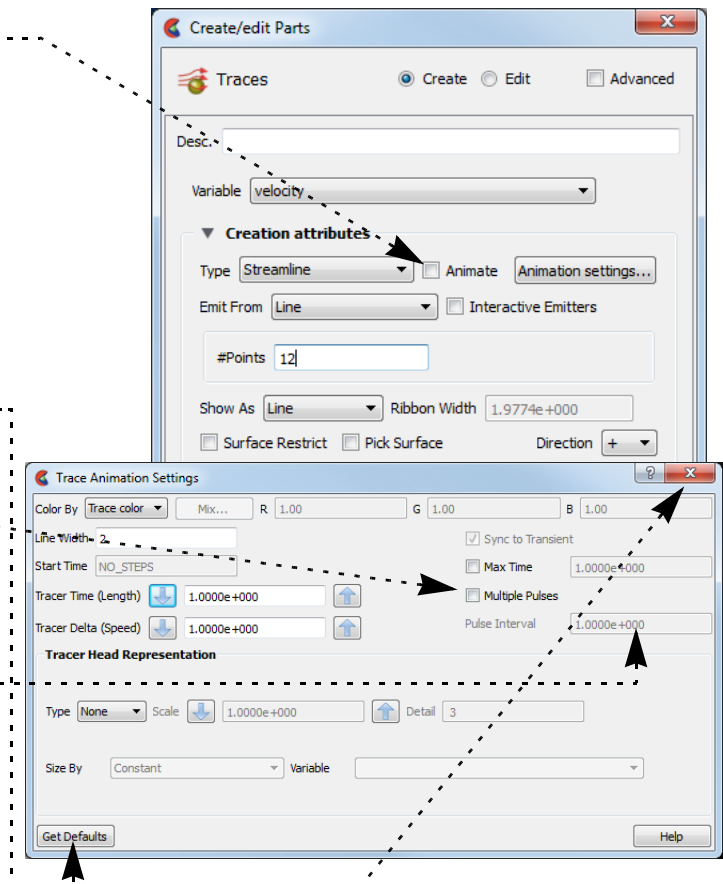 Create/edit Parts
Traces Create Edit Advanced
Desc.
Variable velocity
Creation attributes
Type Streamline Animate Animation settings...
Emit From Line Interactive Emitters
#Points 12
Show As Line Ribbon Width 1.9774e+000
Surface Restrict Pick Surface Direction +
Trace Animation Settings ?
Color By Trace color Mix... R 1.00 G 1.00 B 1.00
Line Width 2 Sync to Transient
Start Time NO_STEPS Max Time 1.0000e+000
Tracer Time (Length) 1.0000e+000 Multiple Pulses
Tracer Delta (Speed) 1.0000e+000 Pulse Interval 1.0000e+000
Tracer Head Representation
Type None Scale 1.0000e+000 Detail 3
Size By Constant Variable
Get Defaults Help